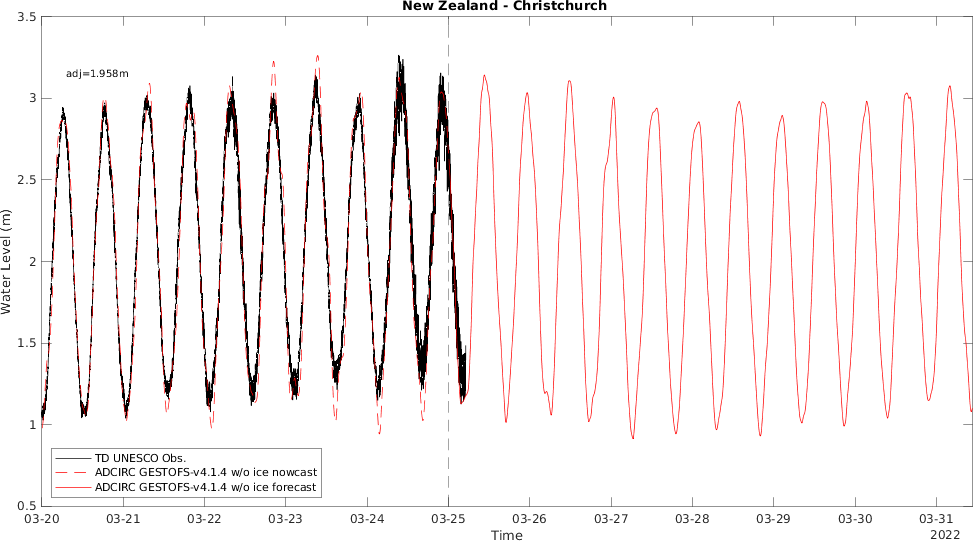 New Zealand - Christchurch
3.5
adj=1.958m
3
2.5
Water Level (m)
2
1.5
1
TD UNESCO Obs.
ADCIRC GESTOFS-v4.1.4 w/o ice nowcast
ADCIRC GESTOFS-v4.1.4 w/o ice forecast
0.5
03-20 03-21 03-22 03-23 03-24 03-25 03-26 03-27 03-28 03-29 03-30 03-31
Time 2022